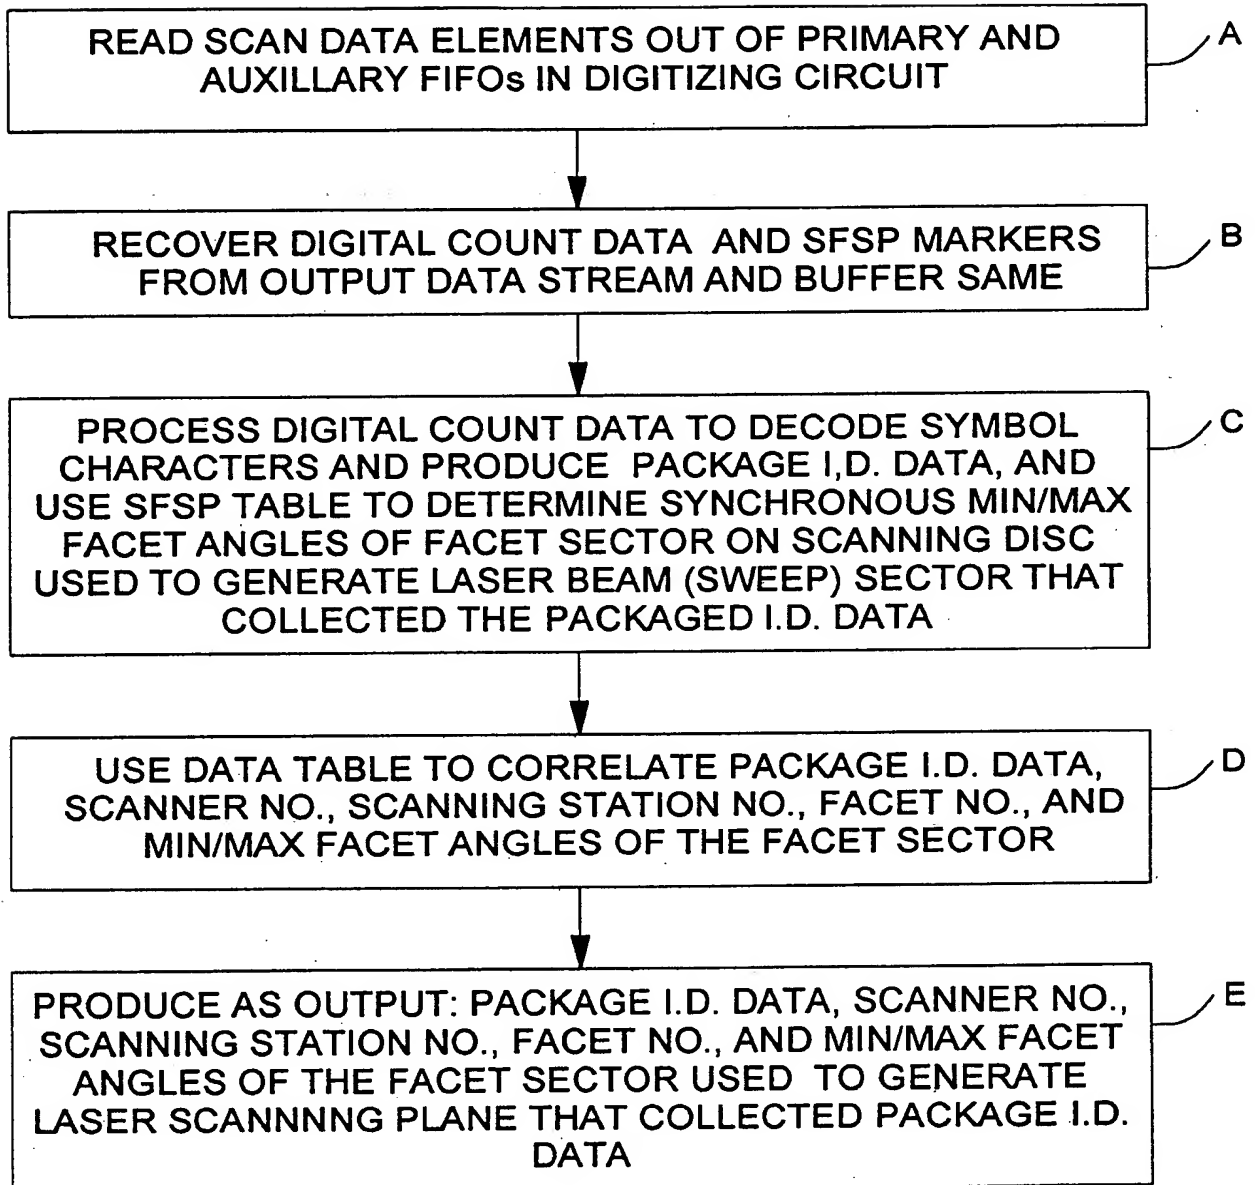 READ SCAN DATA ELEMENTS OUT OF PRIMARY AND
AUXILLARY FIFOs IN DIGITIZING CIRCUIT
A
RECOVER DIGITAL COUNT DATA AND SFSP MARKERS
FROM OUTPUT DATA STREAM AND BUFFER SAME
B
PROCESS DIGITAL COUNT DATA TO DECODE SYMBOL
CHARACTERS AND PRODUCE PACKAGE I,D. DATA, AND
USE SFSP TABLE TO DETERMINE SYNCHRONOUS MIN/MAX
FACET ANGLES OF FACET SECTOR ON SCANNING DISC
USED TO GENERATE LASER BEAM (SWEEP) SECTOR THAT
COLLECTED THE PACKAGED I.D. DATA
C
USE DATA TABLE TO CORRELATE PACKAGE I.D. DATA,
SCANNER NO., SCANNING STATION NO., FACET NO., AND
MIN/MAX FACET ANGLES OF THE FACET SECTOR
D
PRODUCE AS OUTPUT: PACKAGE I.D. DATA, SCANNER NO.,
SCANNING STATION NO., FACET NO., AND MIN/MAX FACET
ANGLES OF THE FACET SECTOR USED TO GENERATE
LASER SCANNNNG PLANE THAT COLLECTED PACKAGE I.D.
DATA
E